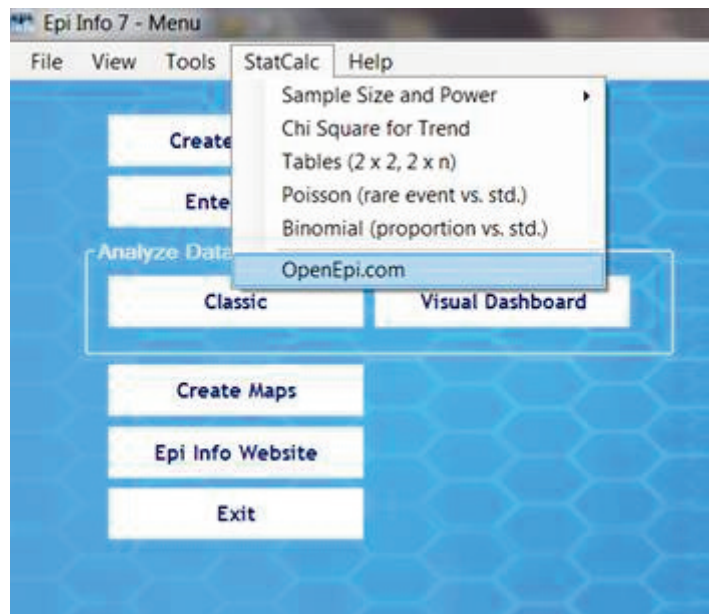 Epi Info 7 - Menu
File View Tools StatCalc Help
Sample Size and Power
Chi Square for Trend
Tables (2 x 2, 2 x n)
Poisson (rare event vs. std.)
Binomial (proportion vs. std.)
OpenEpi.com
Create
Ente
Analyze Data
Classic Visual Dashboard
Create Maps
Epi Info Website
Exit